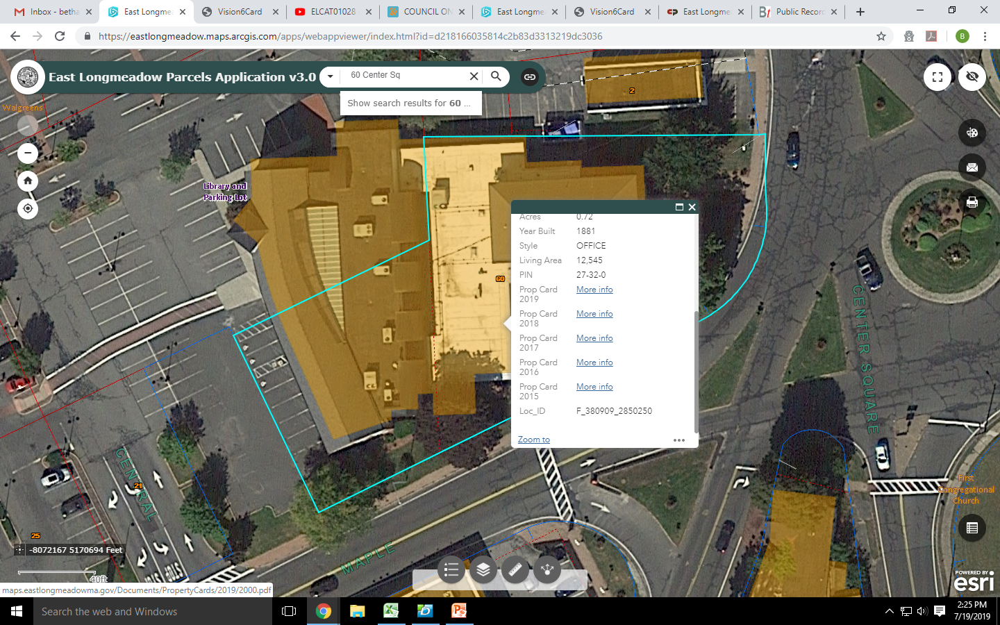 Inbox - betha
East Longme
Vision6Card
ELCAT01028
COUNCIL ON
East Longme
Vision6Card
East Longme
Public Record
https://eastlongmeadow.maps.arcgis.com/apps/webappviewer/index.html?id=d218166035814c2b83d3313219dc3036
B
East Longmeadow Parcels Application v3.0
60 Center Sq
Show search results for 60 ...
Walgreens
2
Library and
Parking Lot
60
Acres 0.72
Year Built 1881
Style OFFICE
Living Area 12,545
PIN 27-32-0
Prop Card
2019 More info
Prop Card
2018 More info
Prop Card
2017 More info
Prop Card
2016 More info
Prop Card
2015 More info
Loc_ID F_380909_2850250
Zoom to
CENTER SQUARE
CENTRAL
21
25
MAPLE
First
Congregational
Church
-8072167 5170694 Feet
40ft
POWERED BY
esri
maps.eastlongmeadowma.gov/Documents/PropertyCards/2019/2000.pdf
Search the web and Windows
2:25 PM
7/19/2019